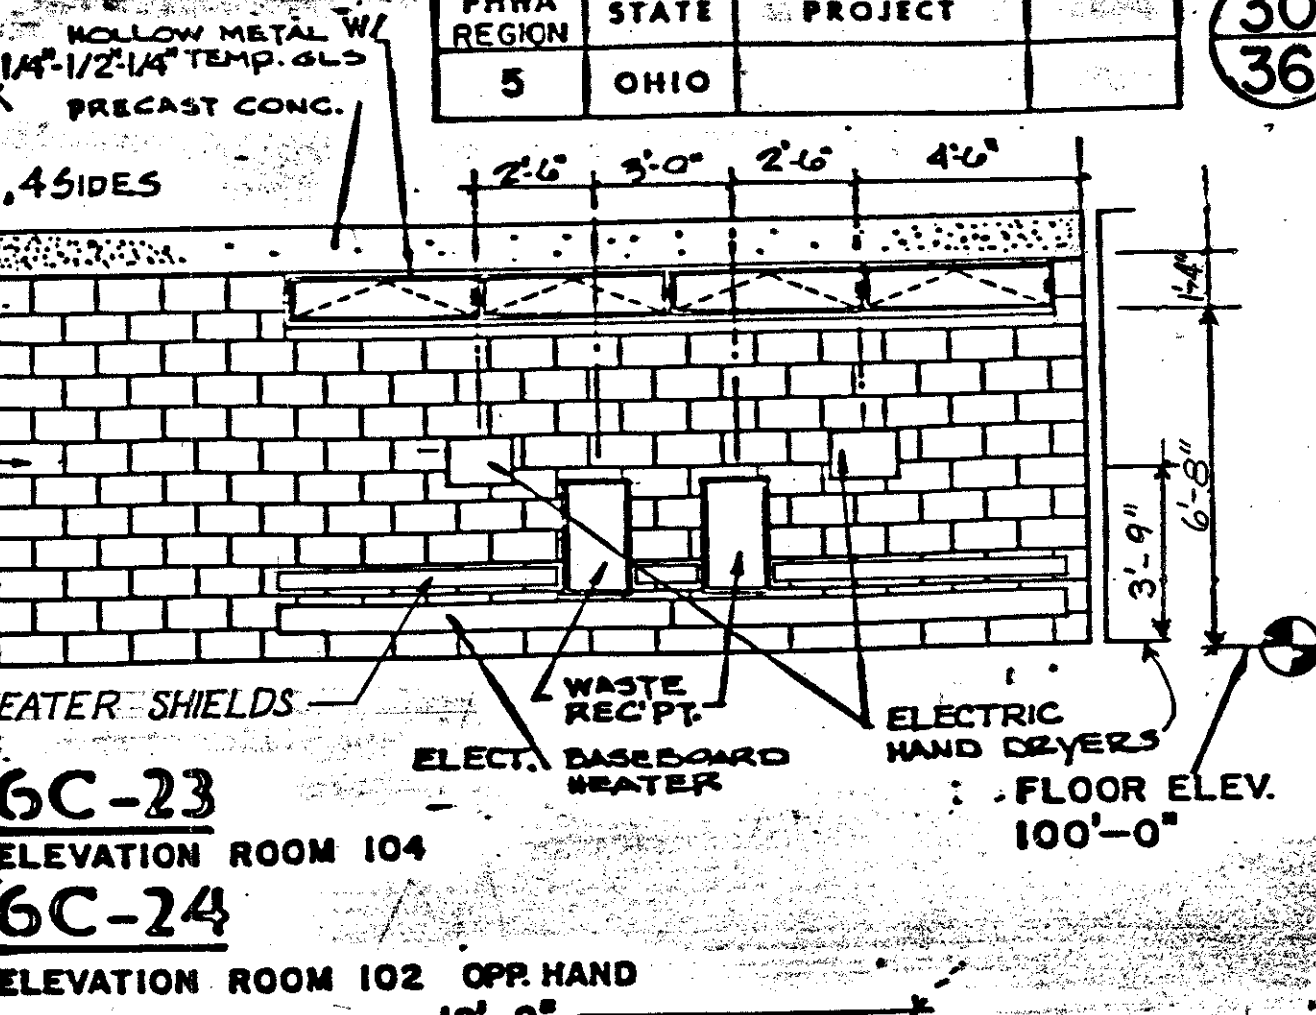 HOLLOW METAL W/
1/4"-1/2"-1/4" TEMP. GLS
PRECAST CONC.
, 4 SIDES
REGION
STATE
PROJECT
5
OHIO
30
36
2'-6"
3'-0"
2'-6"
4'-6"
1'-4"
6'-8"
3'-9"
EATER SHIELDS
WASTE
REC'PT.
ELECTRIC
HAND DRYERS
ELECT. BASEBOARD
HEATER
FLOOR ELEV.
100'-0"
6C-23
ELEVATION ROOM 104
6C-24
ELEVATION ROOM 102 OPP. HAND